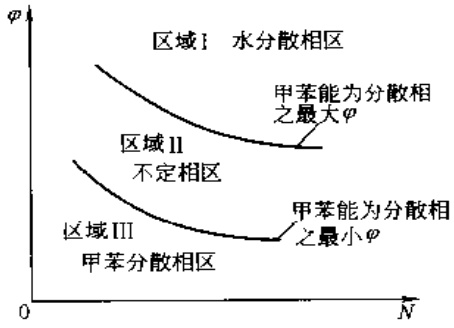 φ
区域I 水分散相区
甲苯能为分散相
之最大φ
区域II
不定相区
甲苯能为分散相
之最小φ
区域III
甲苯分散相区
0
N